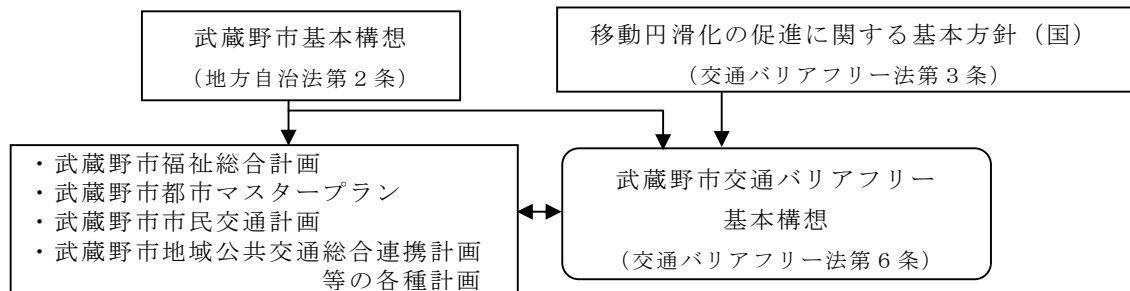 武蔵野市基本構想
（地方自治法第２条）
移動円滑化の促進に関する基本方針（国）
（交通バリアフリー法第３条）
・武蔵野市福祉総合計画
・武蔵野市都市マスタープラン
・武蔵野市市民交通計画
・武蔵野市地域公共交通総合連携計画
等の各種計画
武蔵野市交通バリアフリー
基本構想
（交通バリアフリー法第６条）